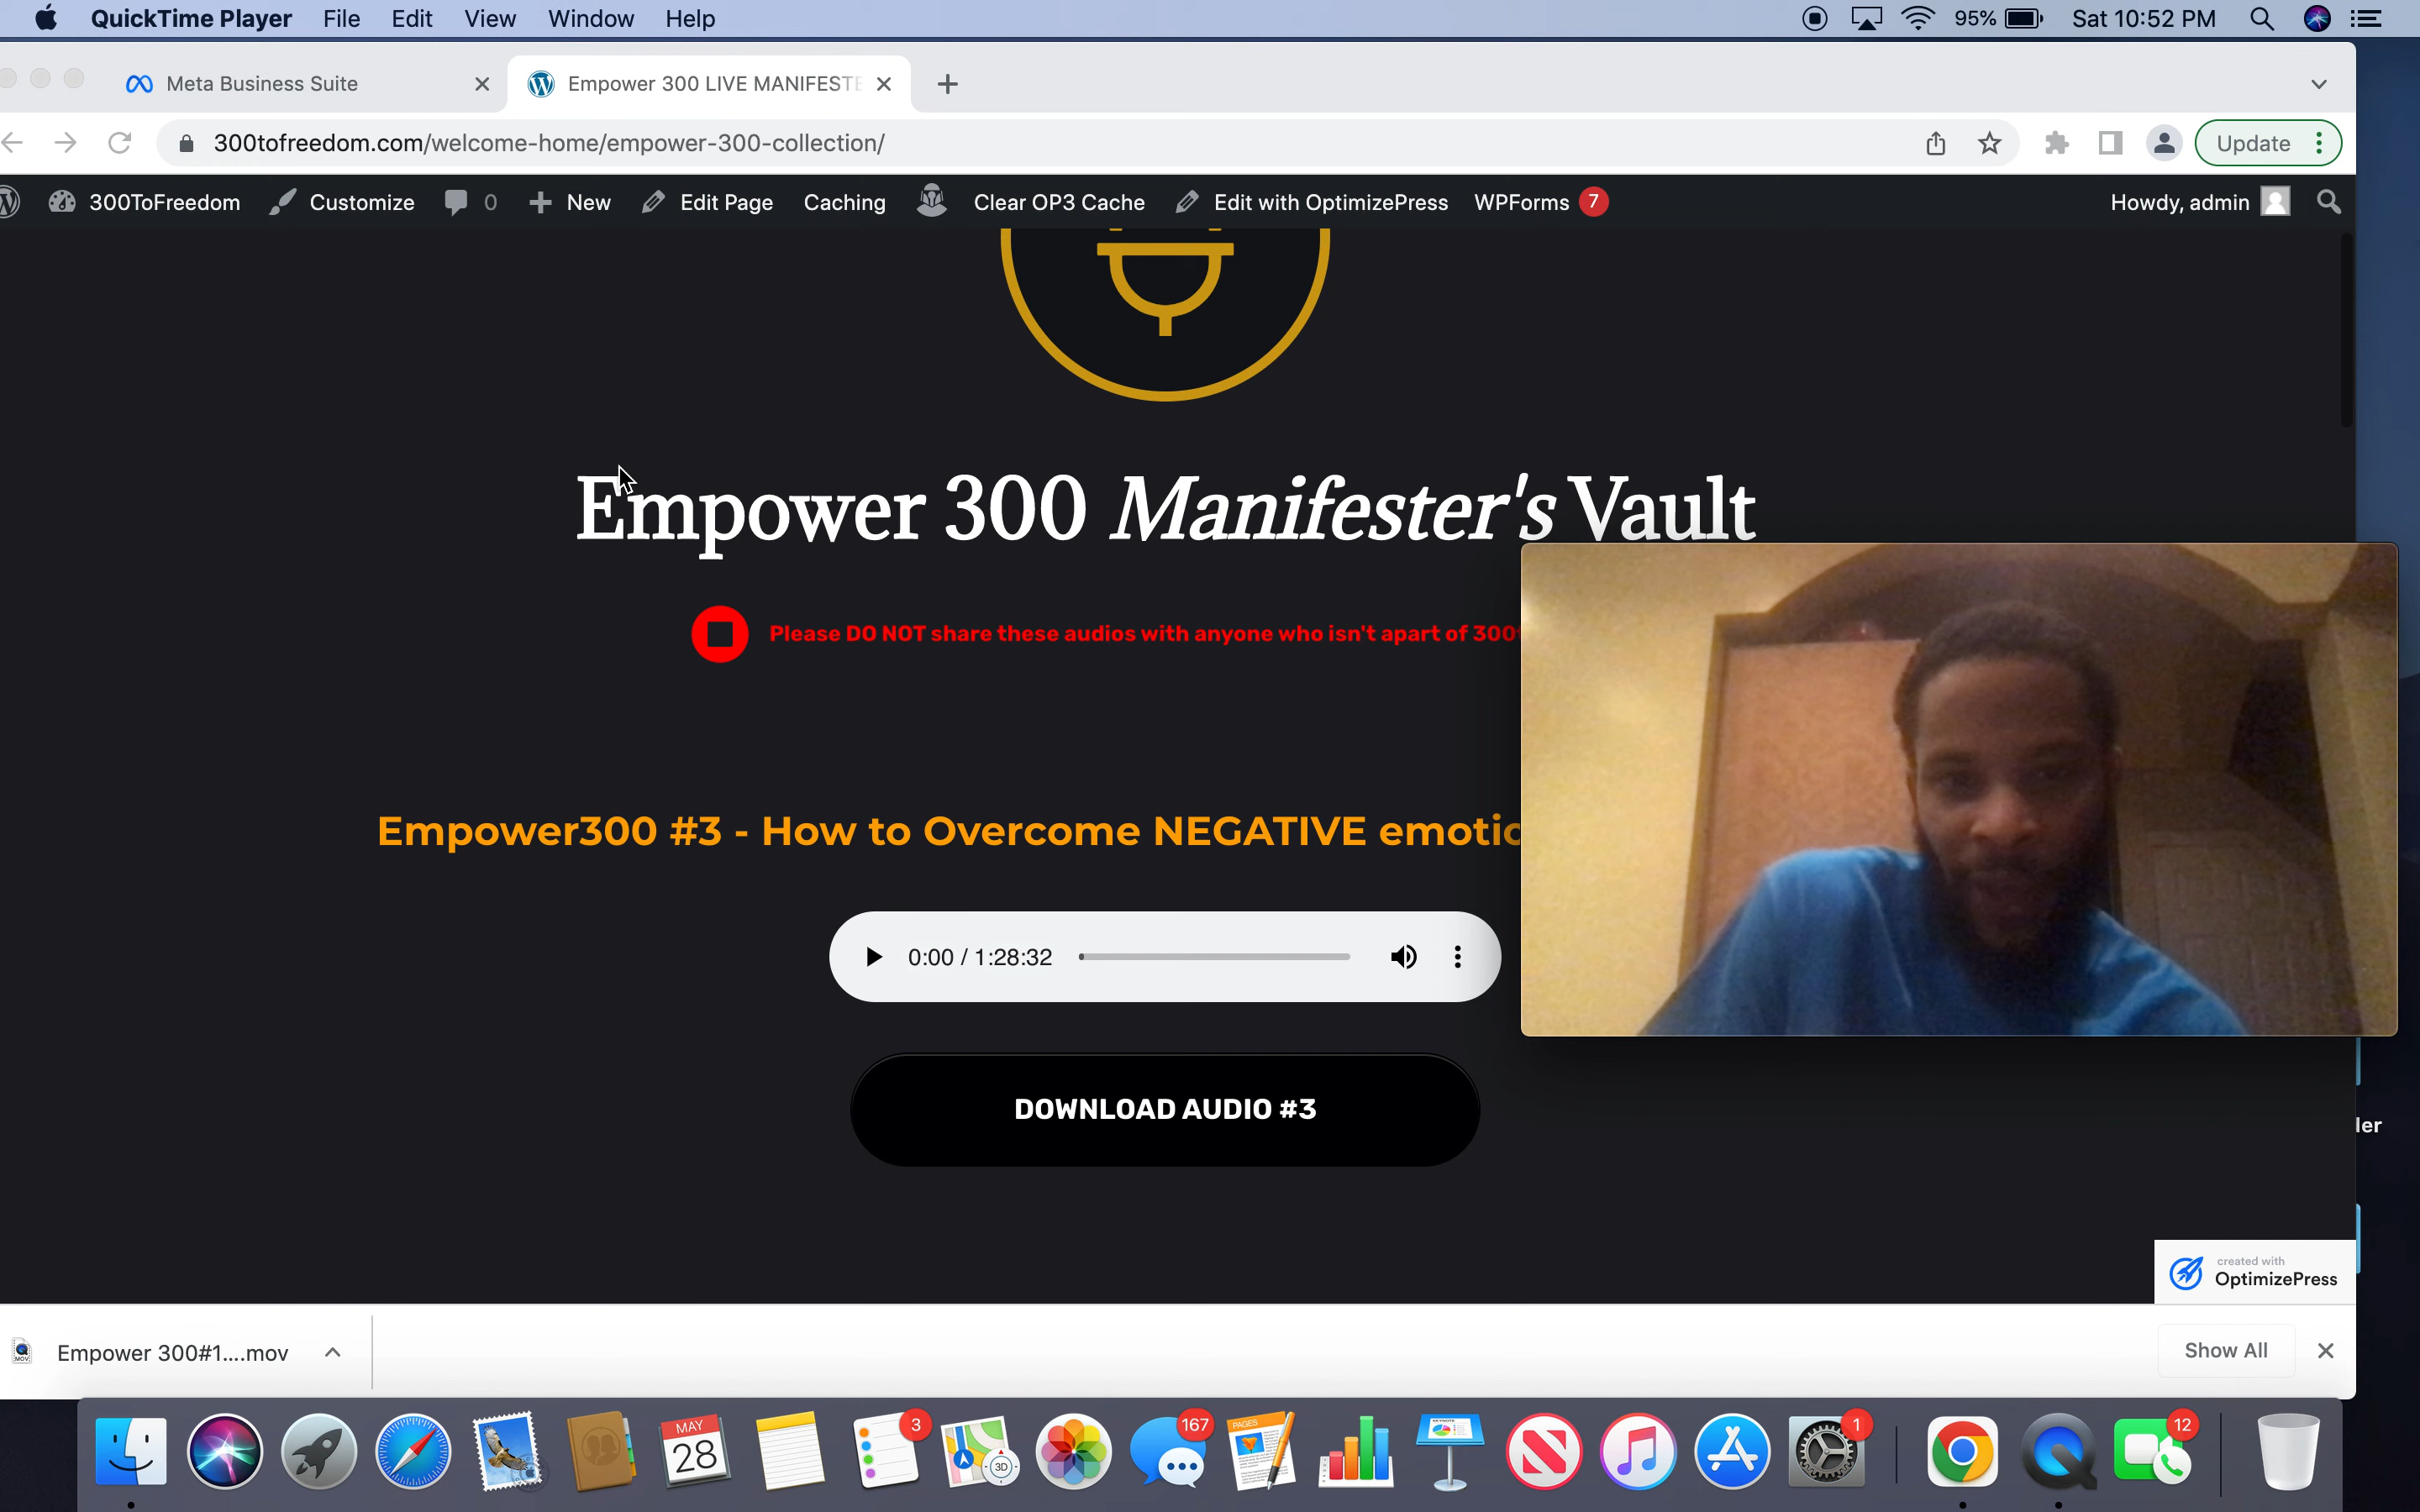 QuickTime Player File Edit View Window Help 95% Sat 10:52 PM
Meta Business Suite Empower 300 LIVE MANIFESTE
300tofreedom.com/welcome-home/empower-300-collection/ Update
300ToFreedom Customize 0 New Edit Page Caching Clear OP3 Cache Edit with OptimizePress WPForms 7 Howdy, admin
Empower 300 Manifester's Vault
Please DO NOT share these audios with anyone who isn't apart of 300
Empower300 #3 - How to Overcome NEGATIVE emotio
0:00 / 1:28:32
DOWNLOAD AUDIO #3
ler
created with
OptimizePress
MOV
Empower 300#1....mov Show All
MAY
28
3
3D
167
PAGES
1
12